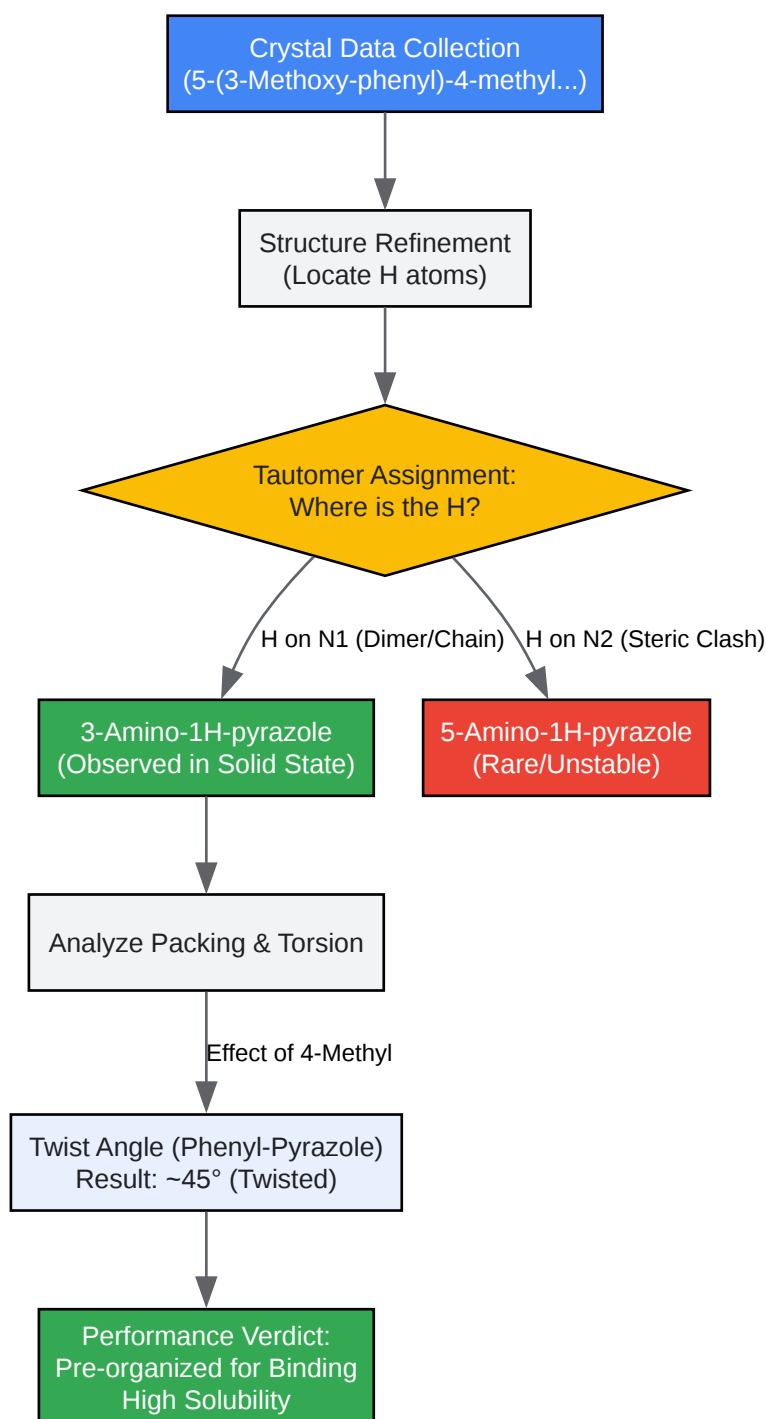 Crystal Data Collection
(5-(3-Methoxy-phenyl)-4-methyl...)
Structure Refinement
(Locate H atoms)
Tautomer Assignment:
Where is the H?
H on N1 (Dimer/Chain)
H on N2 (Steric Clash)
3-Amino-1H-pyrazole
(Observed in Solid State)
5-Amino-1H-pyrazole
(Rare/Unstable)
Analyze Packing & Torsion
Effect of 4-Methyl
Twist Angle (Phenyl-Pyrazole)
Result: ~45° (Twisted)
Performance Verdict:
Pre-organized for Binding
High Solubility